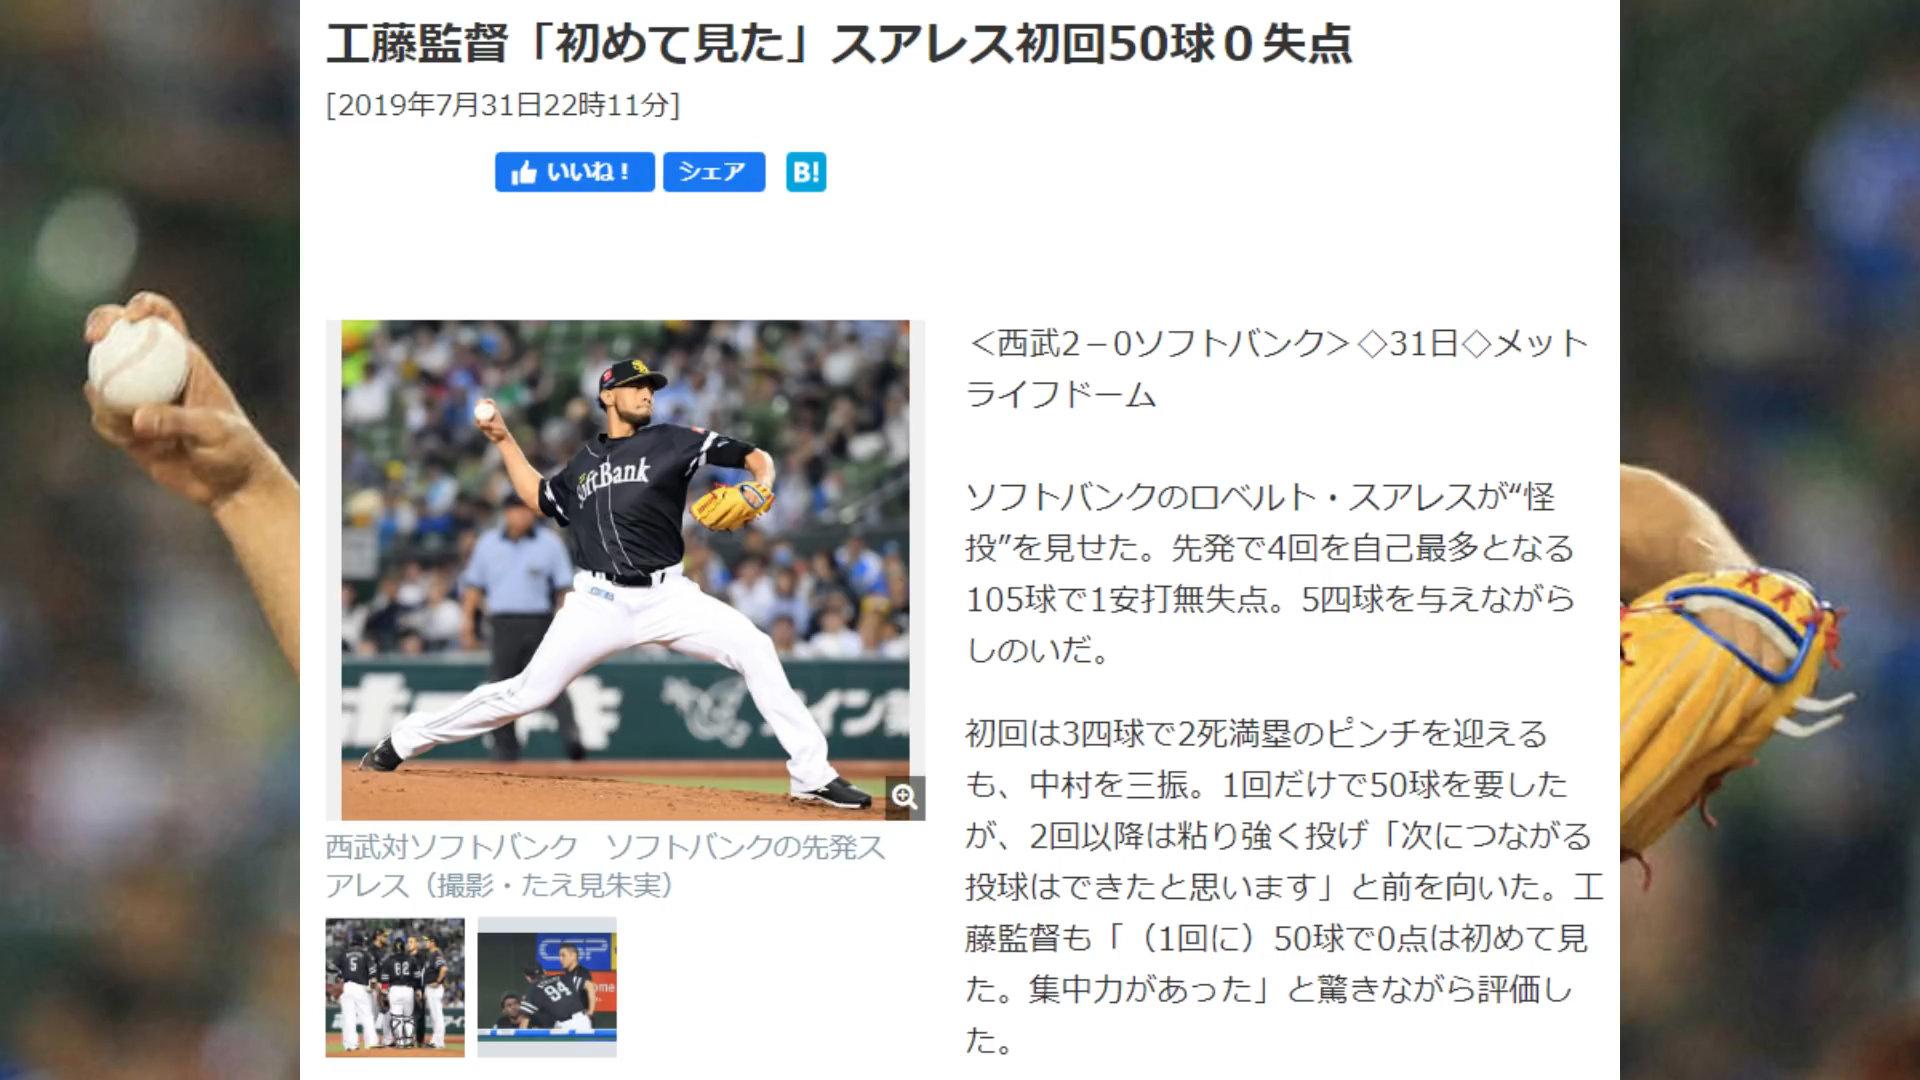 工藤監督「初めて見た」スアレス初回50球０失点
[2019年7月31日22時11分]
いいね！ シェア B!
SoftBank
＜西武2－0ソフトバンク＞◇31日◇メット
ライフドーム
ソフトバンクのロベルト・スアレスが“怪
投”を見せた。先発で4回を自己最多となる
105球で1安打無失点。5四球を与えながら
しのいだ。
初回は3四球で2死満塁のピンチを迎える
も、中村を三振。1回だけで50球を要した
が、2回以降は粘り強く投げ「次につながる
投球はできたと思います」と前を向いた。工
藤監督も「（1回に）50球で0点は初めて見
た。集中力があった」と驚きながら評価し
た。
西武対ソフトバンク　ソフトバンクの先発ス
アレス（撮影・たえ見朱実）
5
82
94